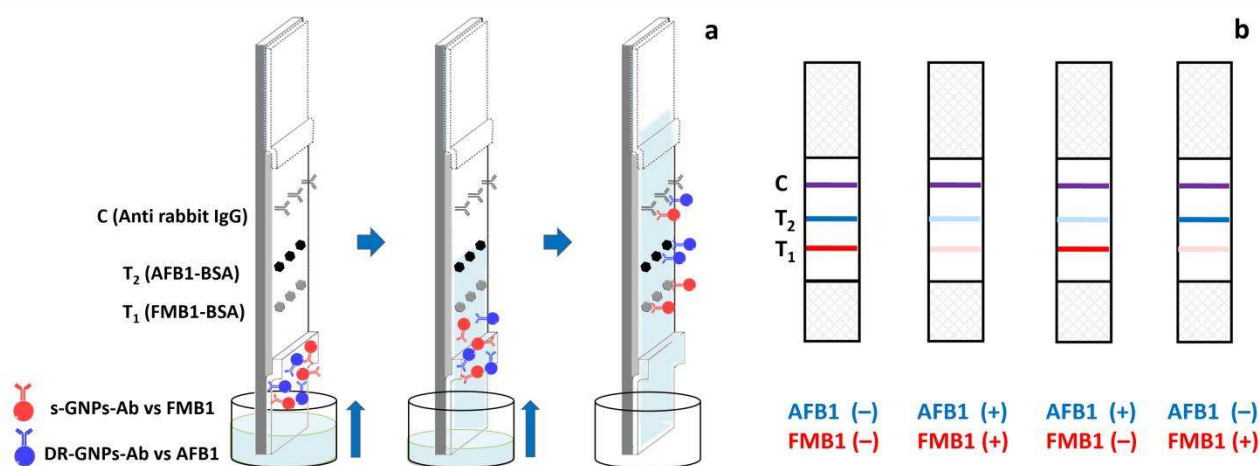 a
C (Anti rabbit IgG)
T₂ (AFB1-BSA)
T₁ (FMB1-BSA)
s-GNPs-Ab vs FMB1
DR-GNPs-Ab vs AFB1
b
C
T₂
T₁
AFB1 (–) AFB1 (+) AFB1 (+) AFB1 (–)
FMB1 (–) FMB1 (+) FMB1 (–) FMB1 (+)